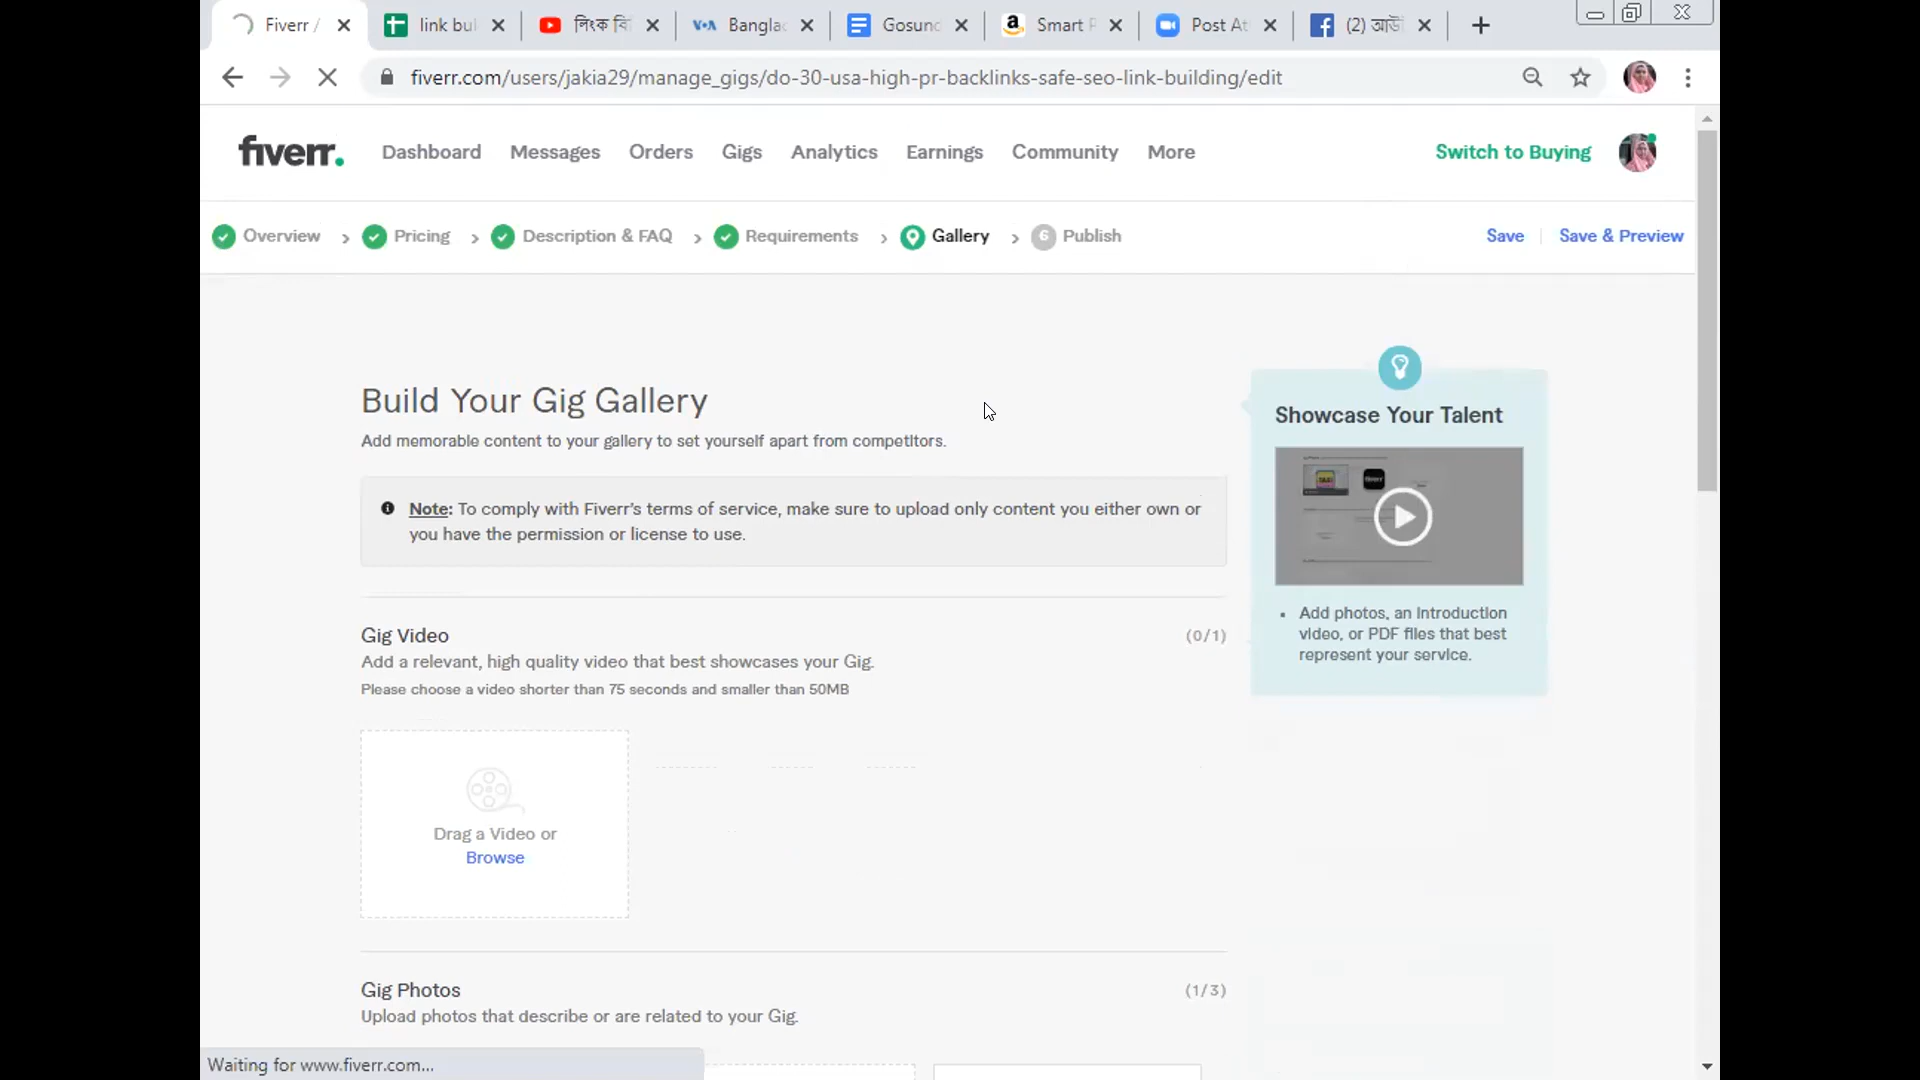 Fiverr /
link bu
লিংক বি
VOA Banglad
Gosund
Smart P
Post At
(2) আউ
fiverr.com/users/jakia29/manage_gigs/do-30-usa-high-pr-backlinks-safe-seo-link-building/edit
fiverr.
Dashboard
Messages
Orders
Gigs
Analytics
Earnings
Community
More
Switch to Buying
Overview
Pricing
Description & FAQ
Requirements
Gallery
6 Publish
Save
Save & Preview
Build Your Gig Gallery
Add memorable content to your gallery to set yourself apart from competitors.
Note: To comply with Fiverr's terms of service, make sure to upload only content you either own or
you have the permission or license to use.
Showcase Your Talent
Add photos, an introduction
video, or PDF files that best
represent your service.
Gig Video
(0/1)
Add a relevant, high quality video that best showcases your Gig.
Please choose a video shorter than 75 seconds and smaller than 50MB
Drag a Video or
Browse
Gig Photos
(1/3)
Upload photos that describe or are related to your Gig.
Waiting for www.fiverr.com...